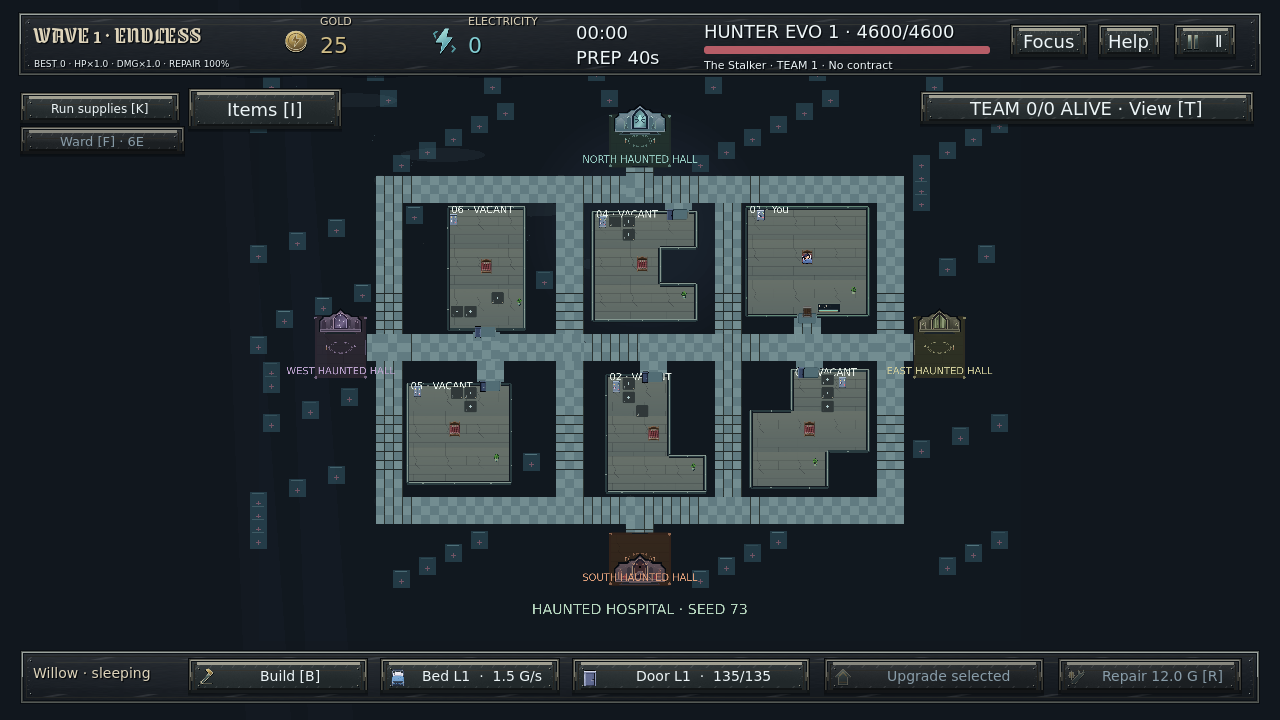 WAVE 1 · ENDLESS
BEST 0 · HP×1.0 · DMG×1.0 · REPAIR 100%
GOLD
25
ELECTRICITY
0
00:00
PREP 40s
HUNTER EVO 1 · 4600/4600
The Stalker · TEAM 1 · No contract
Focus
Help
Run supplies [K]
Items [I]
Ward [F] · 6E
TEAM 0/0 ALIVE · View [T]
NORTH HAUNTED HALL
06 · VACANT
04 · VACANT
01 · You
WEST HAUNTED HALL
EAST HAUNTED HALL
05 · VACANT
02 · VACANT
VACANT
SOUTH HAUNTED HALL
HAUNTED HOSPITAL · SEED 73
Willow · sleeping
Build [B]
Bed L1 · 1.5 G/s
Door L1 · 135/135
Upgrade selected
Repair 12.0 G [R]